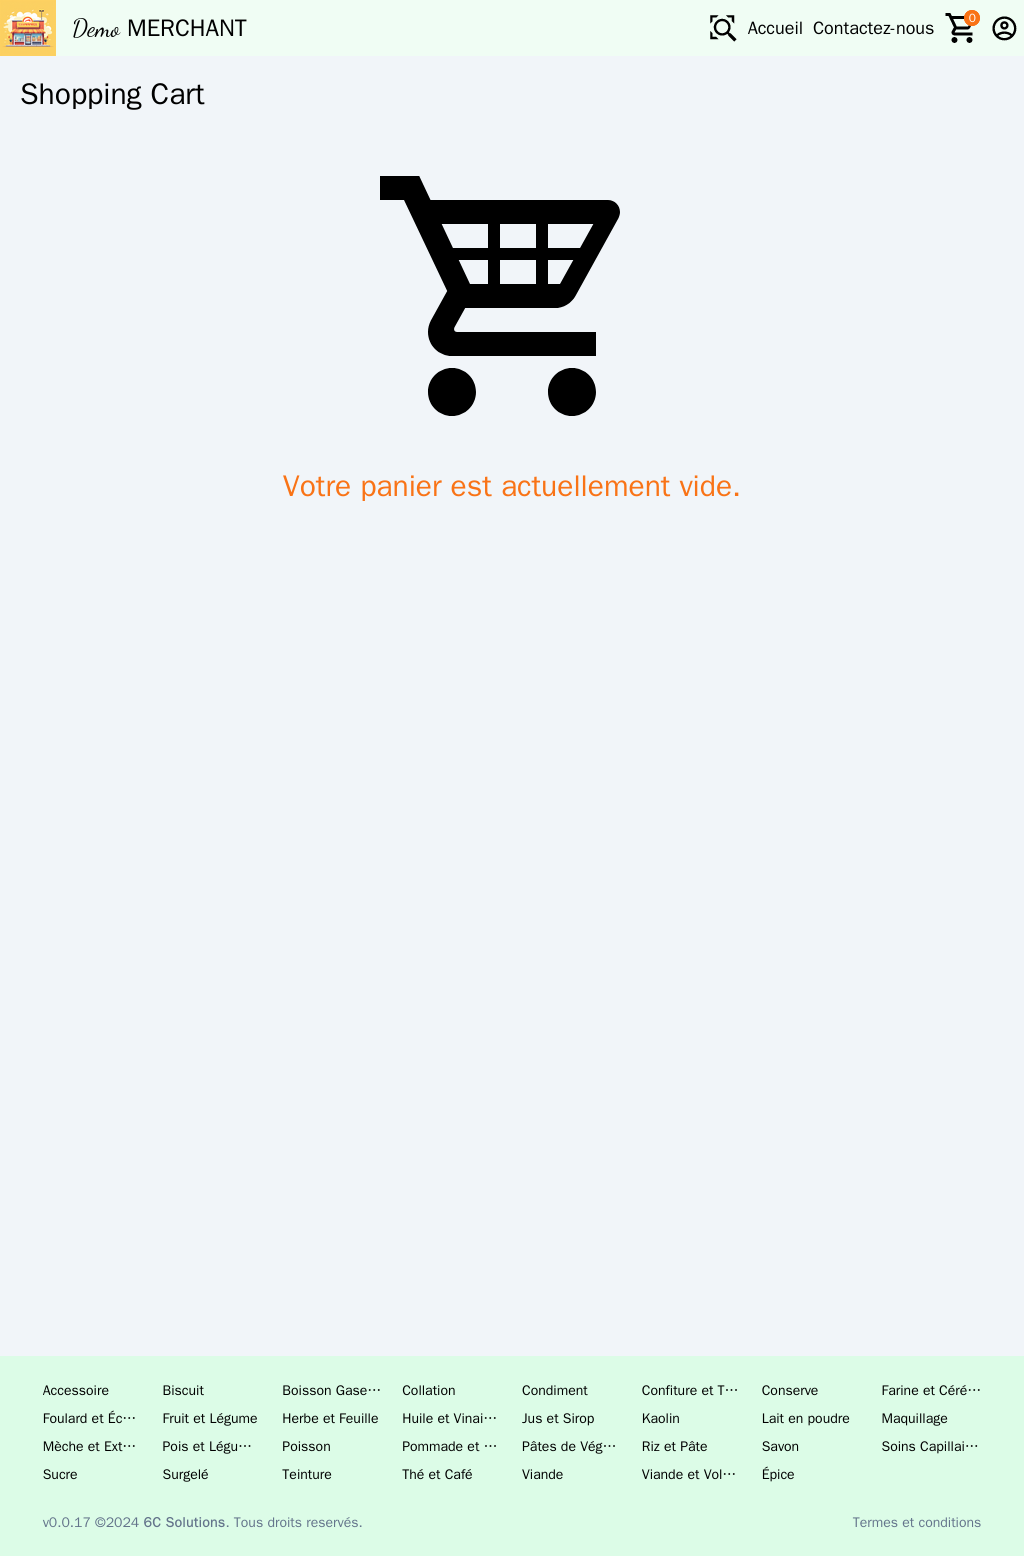 Demo MERCHANT Accueil Contactez-nous 0
Shopping Cart
Votre panier est actuellement vide.
Accessoire Biscuit Boisson Gase… Collation Condiment Confiture et T… Conserve Farine et Céré…
Foulard et Éc… Fruit et Légume Herbe et Feuille Huile et Vinai… Jus et Sirop Kaolin Lait en poudre Maquillage
Mèche et Ext… Pois et Légu… Poisson Pommade et … Pâtes de Vég… Riz et Pâte Savon Soins Capillai…
Sucre Surgelé Teinture Thé et Café Viande Viande et Vol… Épice
v0.0.17 ©2024 6C Solutions. Tous droits reservés. Termes et conditions